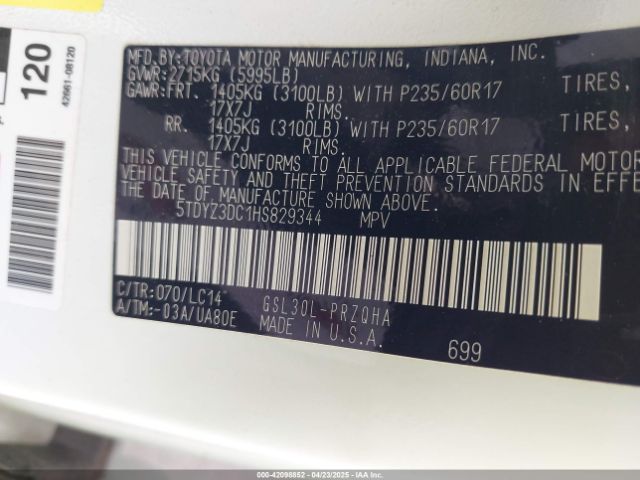 120
42661-08120
MFD.BY:TOYOTA MOTOR MANUFACTURING, INDIANA, INC.
GVWR:2715KG (5995LB)
GAWR:FRT. 1405KG (3100LB) WITH P235/60R17 TIRES,
17X7J RIMS.
RR. 1405KG (3100LB) WITH P235/60R17 TIRES,
17X7J RIMS.
THIS VEHICLE CONFORMS TO ALL APPLICABLE FEDERAL MOTOR
VEHICLE SAFETY AND THEFT PREVENTION STANDARDS IN EFFE
THE DATE OF MANUFACTURE SHOWN ABOVE.
5TDYZ3DC1HS829344 MPV
C/TR:070/LC14 GSL30L-PRZQHA
A/TM:-03A/UA80E MADE IN U.S.A.
699
000-42098852 - 04/23/2025 - IAAI.com